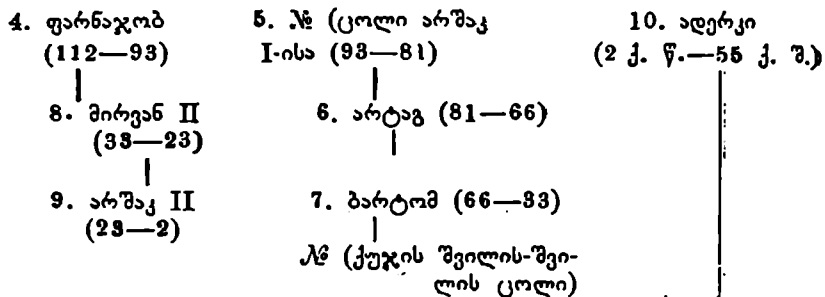 4. ფარნაჯობ
(112—93)
8. მირვან II
(33—23)
9. არშაკ II
(23—2)
5. № (ცოლი არშაკ
I-ისა (93—81)
6. არტაგ (81—66)
7. ბარტომ (66—33)
№ (ქუჯის შვილის-შვი-
ლის ცოლი)
10. ადერკი
(2 ქ. წ.—55 ქ. შ.)